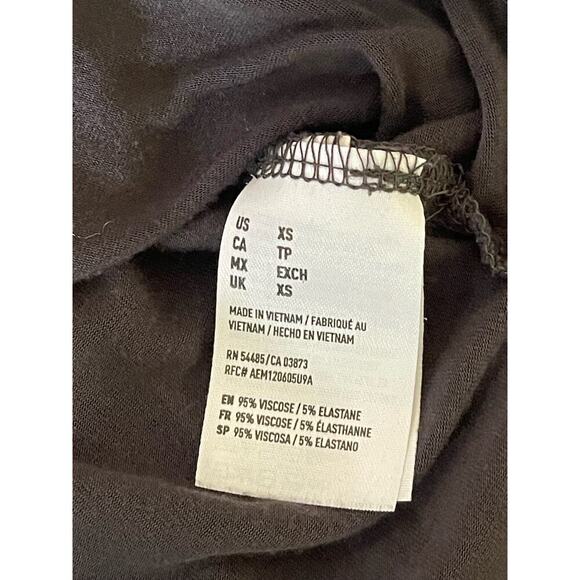 US XS
CA TP
MX EXCH
UK XS
MADE IN VIETNAM / FABRIQUÉ AU
VIETNAM / HECHO EN VIETNAM
RN 54485/CA 03873
RFC# AEM120605U9A
EN 95% VISCOSE / 5% ELASTANE
FR 95% VISCOSE / 5% ÉLASTHANNE
SP 95% VISCOSA / 5% ELASTANO